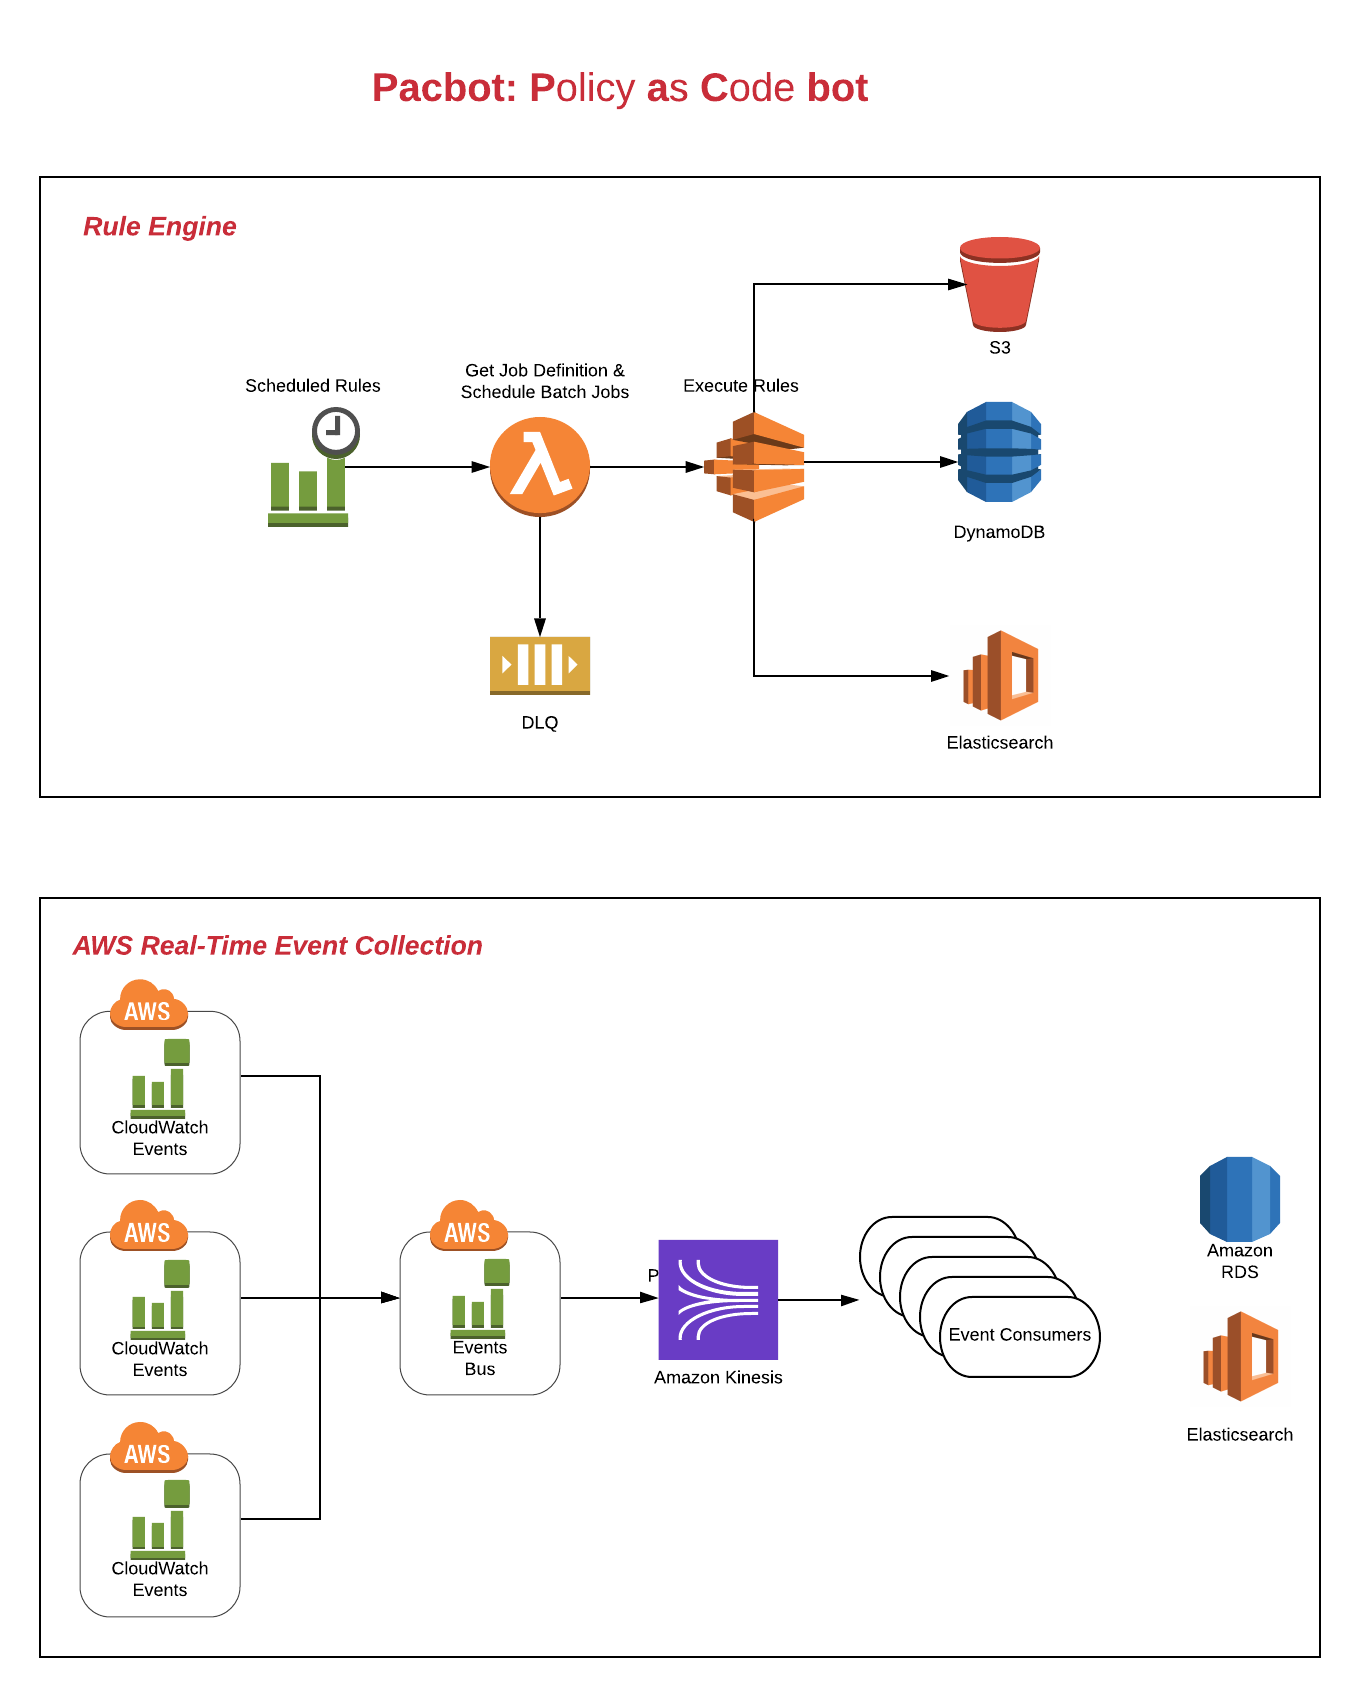 Pacbot: Policy as Code bot
Rule Engine
Scheduled Rules
Get Job Definition &
Schedule Batch Jobs
Execute Rules
S3
DynamoDB
DLQ
Elasticsearch
AWS Real-Time Event Collection
AWS
CloudWatch
Events
AWS
CloudWatch
Events
AWS
CloudWatch
Events
AWS
Events
Bus
P
Amazon Kinesis
Event Consumers
Amazon
RDS
Elasticsearch